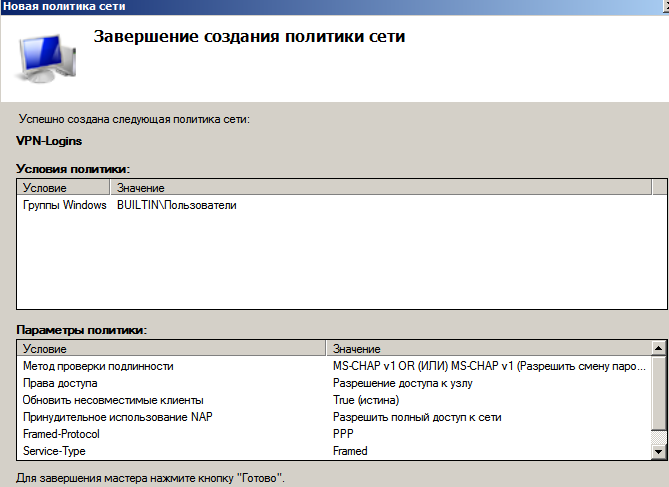 Новая политика сети
Завершение создания политики сети
Успешно создана следующая политика сети:
VPN-Logins
Условия политики:
Условие Значение
Группы Windows BUILTIN\Пользователи
Параметры политики:
Условие Значение
Метод проверки подлинности MS-CHAP v1 OR (ИЛИ) MS-CHAP v1 (Разрешить смену паро...
Права доступа Разрешение доступа к узлу
Обновить несовместимые клиенты True (истина)
Принудительное использование NAP Разрешить полный доступ к сети
Framed-Protocol PPP
Service-Type Framed
Для завершения мастера нажмите кнопку "Готово".